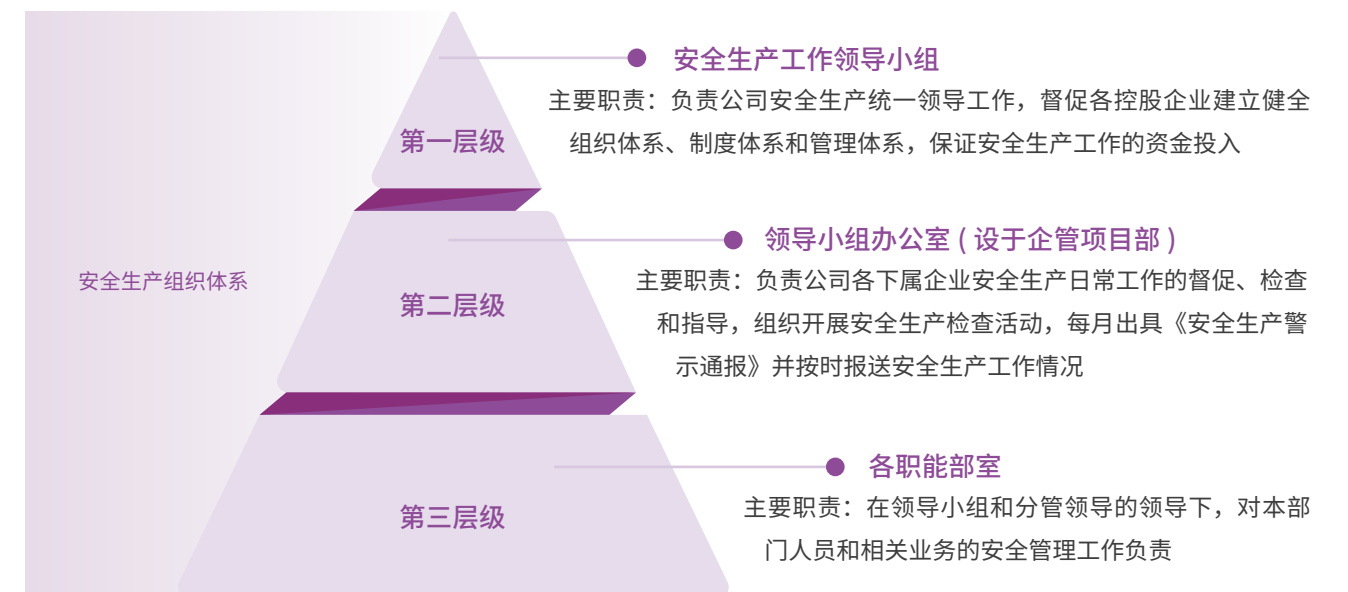 安全生产组织体系
第一层级
安全生产工作领导小组
主要职责：负责公司安全生产统一领导工作，督促各控股企业建立健全
组织体系、制度体系和管理体系，保证安全生产工作的资金投入
第二层级
领导小组办公室 ( 设于企管项目部 )
主要职责：负责公司各下属企业安全生产日常工作的督促、检查
和指导，组织开展安全生产检查活动，每月出具《安全生产警
示通报》并按时报送安全生产工作情况
第三层级
各职能部室
主要职责：在领导小组和分管领导的领导下，对本部
门人员和相关业务的安全管理工作负责